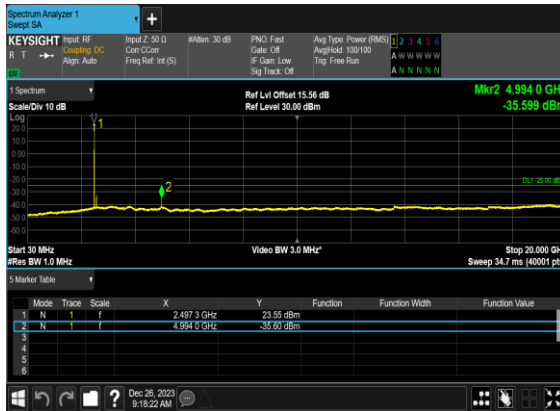 Spectrum Analyzer 1
Swept SA
+
KEYSIGHT Input: RF Input Z: 50 Ω #Atten: 30 dB PNO: Fast Avg Type: Power (RMS) 1 2 3 4 5 6
R T Coupling: DC Corr CCorr Gate: Off Avg|Hold: 100/100 A W W W W W
Align: Auto Freq Ref: Int (S) IF Gain: Low Trig: Free Run
Sig Track: Off A N N N N N
1 Spectrum
Scale/Div 10 dB
Ref Lvl Offset 15.56 dB
Ref Level 30.00 dBm
Mkr2 4.994 0 GH
-35.599 dBr
Log
20.0
10.0
0.00
-10.0
-20.0
-30.0
-40.0
-50.0
-60.0
1
2
DL1 -25.00 dB
Start 30 MHz Video BW 3.0 MHz* Stop 20.000 GH
#Res BW 1.0 MHz Sweep 34.7 ms (40001 pt
5 Marker Table
Mode Trace Scale X Y Function Function Width Function Value
1 N 1 f 2.497 3 GHz 23.55 dBm
2 N 1 f 4.994 0 GHz -35.60 dBm
3
4
5
6
?
Dec 26, 2023
9:18:22 AM